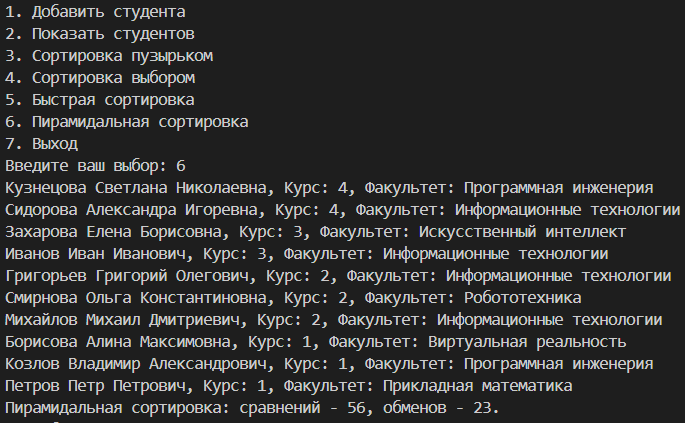 1. Добавить студента
2. Показать студентов
3. Сортировка пузырьком
4. Сортировка выбором
5. Быстрая сортировка
6. Пирамидальная сортировка
7. Выход
Введите ваш выбор: 6
Кузнецова Светлана Николаевна, Курс: 4, Факультет: Программная инженерия
Сидорова Александра Игоревна, Курс: 4, Факультет: Информационные технологии
Захарова Елена Борисовна, Курс: 3, Факультет: Искусственный интеллект
Иванов Иван Иванович, Курс: 3, Факультет: Информационные технологии
Григорьев Григорий Олегович, Курс: 2, Факультет: Информационные технологии
Смирнова Ольга Константиновна, Курс: 2, Факультет: Робототехника
Михайлов Михаил Дмитриевич, Курс: 2, Факультет: Информационные технологии
Борисова Алина Максимовна, Курс: 1, Факультет: Виртуальная реальность
Козлов Владимир Александрович, Курс: 1, Факультет: Программная инженерия
Петров Петр Петрович, Курс: 1, Факультет: Прикладная математика
Пирамидальная сортировка: сравнений - 56, обменов - 23.